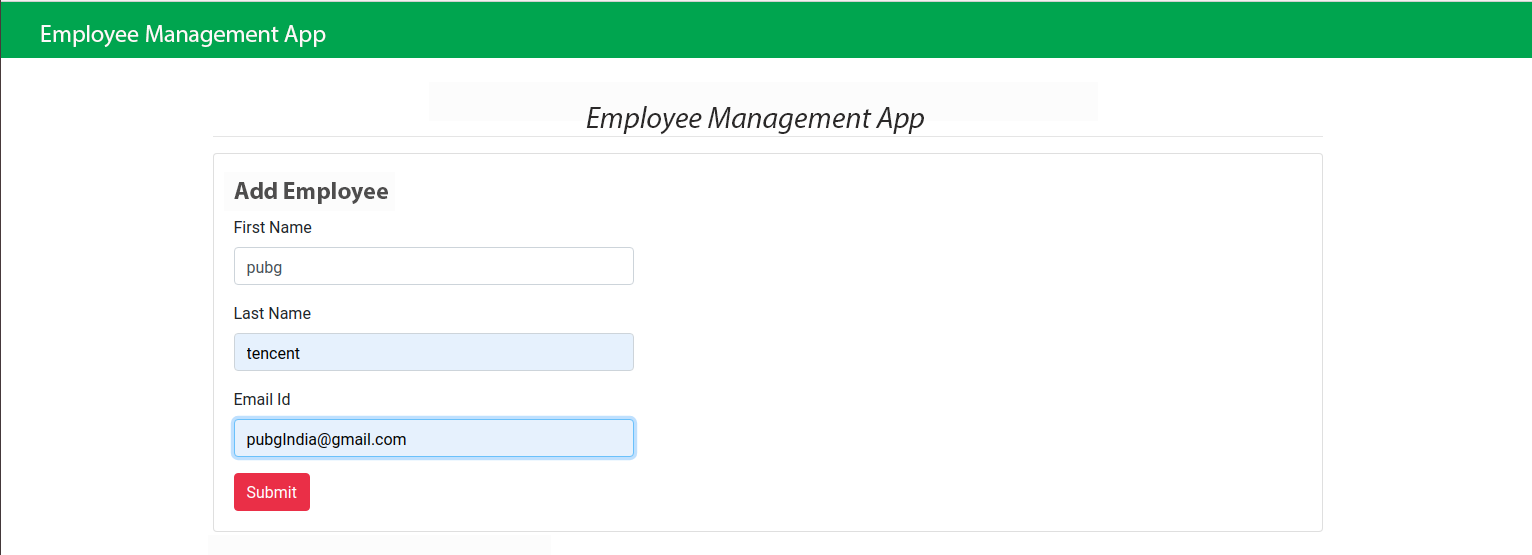 Employee Management App
Employee Management App
Add Employee
First Name
pubg
Last Name
tencent
Email Id
pubgIndia@gmail.com
Submit